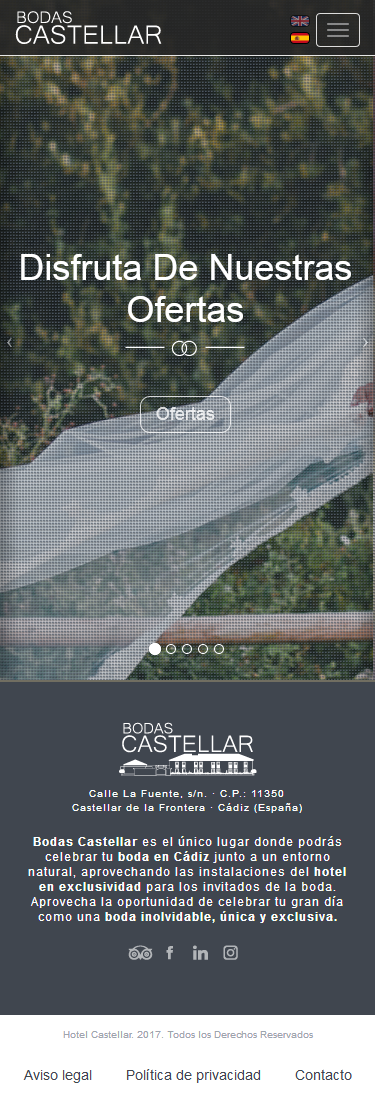 BODAS
CASTELLAR
Disfruta De Nuestras
Ofertas
Ofertas
BODAS
CASTELLAR
Calle La Fuente, s/n. · C.P.: 11350
Castellar de la Frontera · Cádiz (España)
Bodas Castellar es el único lugar donde podrás
celebrar tu boda en Cádiz junto a un entorno
natural, aprovechando las instalaciones del hotel
en exclusividad para los invitados de la boda.
Aprovecha la oportunidad de celebrar tu gran día
como una boda inolvidable, única y exclusiva.
Hotel Castellar. 2017. Todos los Derechos Reservados
Aviso legal Política de privacidad Contacto